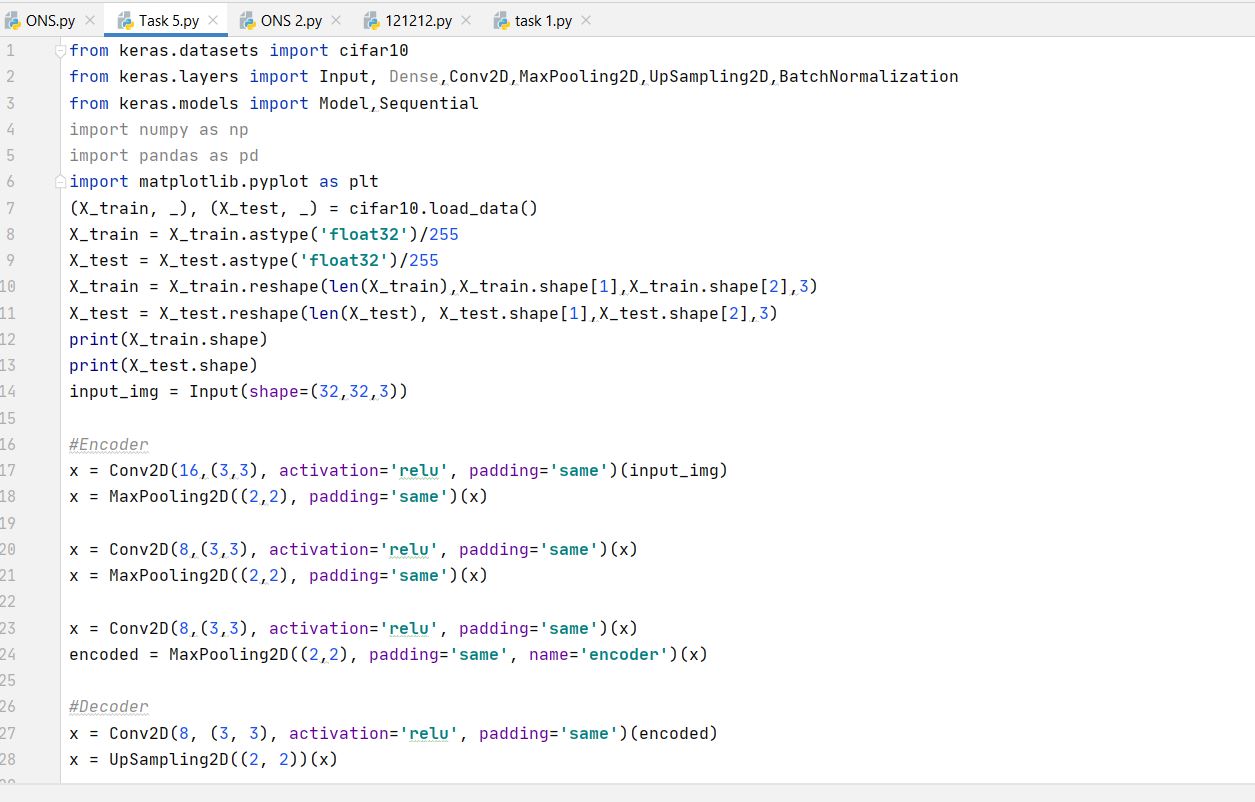 ONS.py Task 5.py ONS 2.py 121212.py task 1.py
1 from keras.datasets import cifar10
2 from keras.layers import Input, Dense,Conv2D,MaxPooling2D,UpSampling2D,BatchNormalization
3 from keras.models import Model,Sequential
4 import numpy as np
5 import pandas as pd
6 import matplotlib.pyplot as plt
7 (X_train, _), (X_test, _) = cifar10.load_data()
8 X_train = X_train.astype('float32')/255
9 X_test = X_test.astype('float32')/255
10 X_train = X_train.reshape(len(X_train),X_train.shape[1],X_train.shape[2],3)
11 X_test = X_test.reshape(len(X_test), X_test.shape[1],X_test.shape[2],3)
12 print(X_train.shape)
13 print(X_test.shape)
14 input_img = Input(shape=(32,32,3))
15
16 #Encoder
17 x = Conv2D(16,(3,3), activation='relu', padding='same')(input_img)
18 x = MaxPooling2D((2,2), padding='same')(x)
19
20 x = Conv2D(8,(3,3), activation='relu', padding='same')(x)
21 x = MaxPooling2D((2,2), padding='same')(x)
22
23 x = Conv2D(8,(3,3), activation='relu', padding='same')(x)
24 encoded = MaxPooling2D((2,2), padding='same', name='encoder')(x)
25
26 #Decoder
27 x = Conv2D(8, (3, 3), activation='relu', padding='same')(encoded)
28 x = UpSampling2D((2, 2))(x)